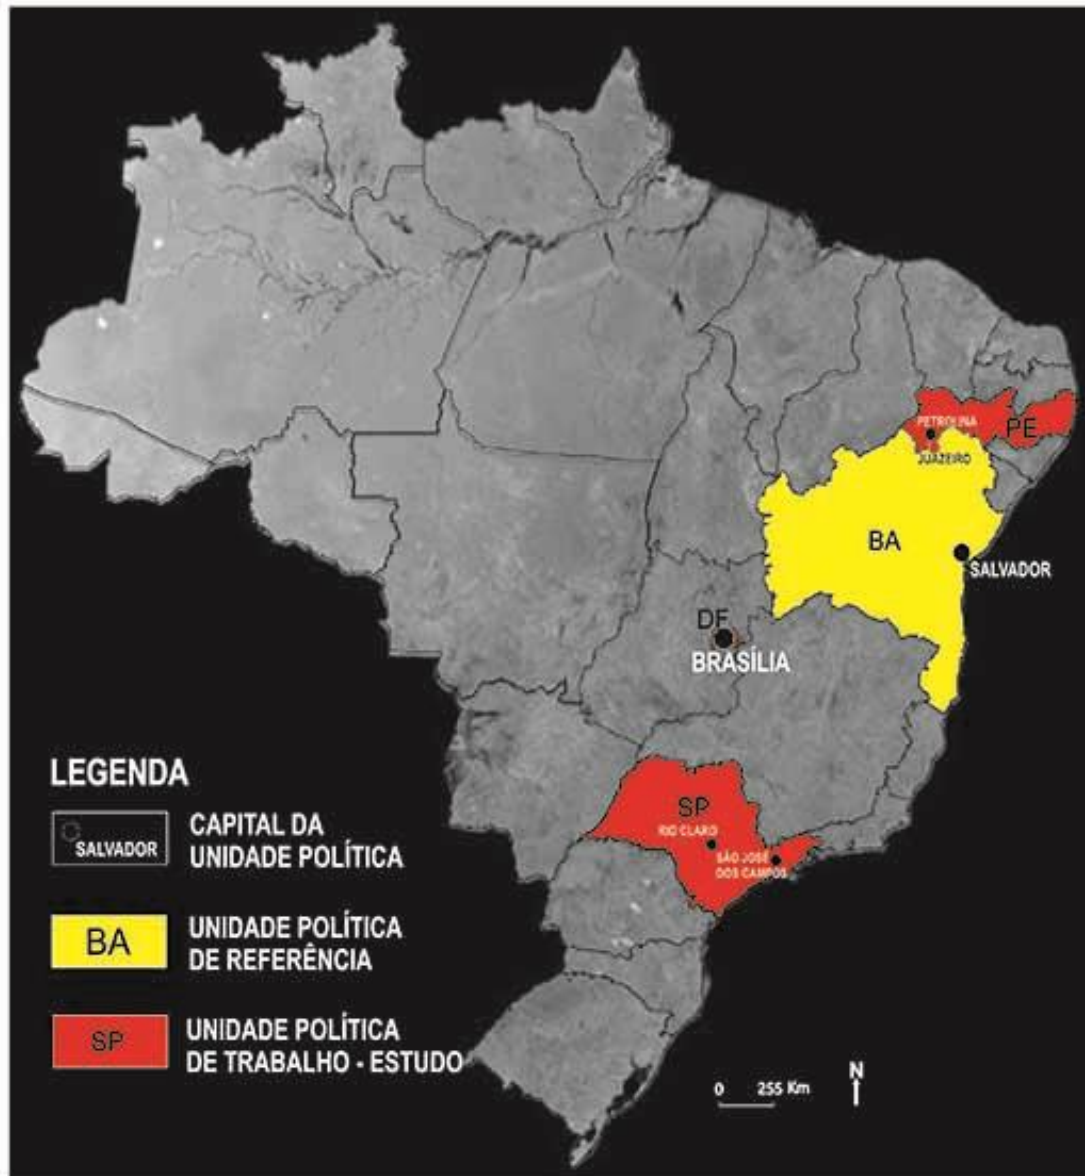 PETROLINA
PE
JUAZEIRO
BA
SALVADOR
DF
BRASÍLIA
SP
RIO CLARO
SÃO JOSÉ
DOS CAMPOS
LEGENDA
SALVADOR
CAPITAL DA
UNIDADE POLÍTICA
BA
UNIDADE POLÍTICA
DE REFERÊNCIA
SP
UNIDADE POLÍTICA
DE TRABALHO - ESTUDO
0 255 Km
N